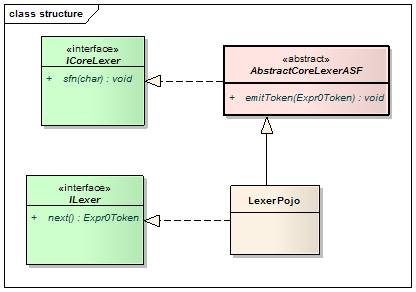 class structure
«interface»
ICoreLexer
+ sfn(char) : void
«abstract»
AbstractCoreLexerASF
+ emitToken(Expr0Token) : void
«interface»
ILexer
+ next() : Expr0Token
LexerPojo